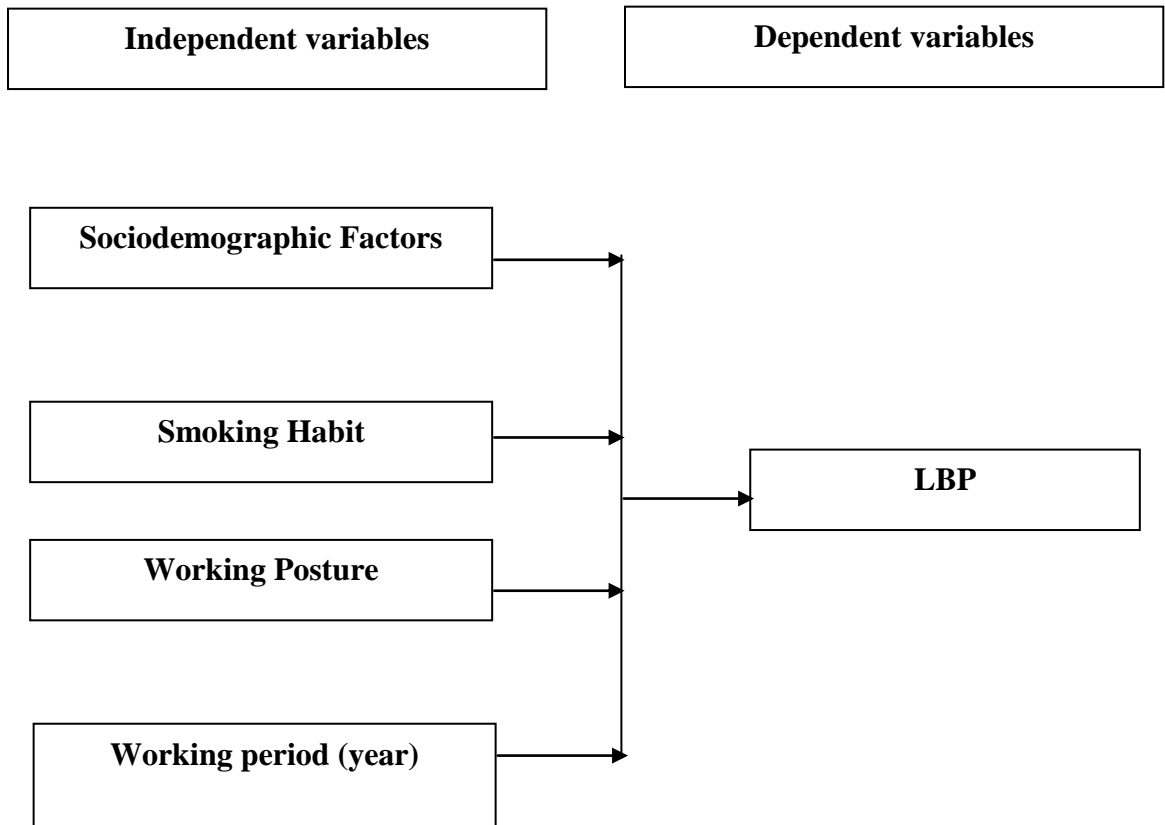 Independent variables
Dependent variables
Sociodemographic Factors
Smoking Habit
LBP
Working Posture
Working period (year)